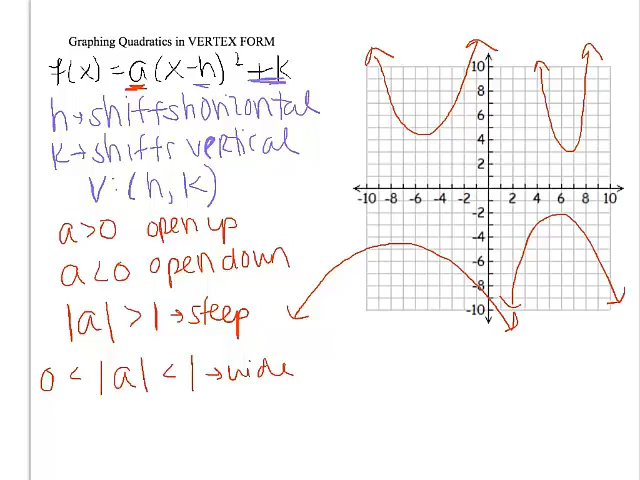 Graphing Quadratics in VERTEX FORM
f(x) = a(x-h)² + k
h → shifts horizontal
k → shifts vertical
V: (h, k)
a > 0 open up
a < 0 open down
|a| > 1 → steep
0 < |a| < 1 → wide
10
8
6
4
2
-10 -8 -6 -4 -2 0 2 4 6 8 10
-2
-4
-6
-8
-10